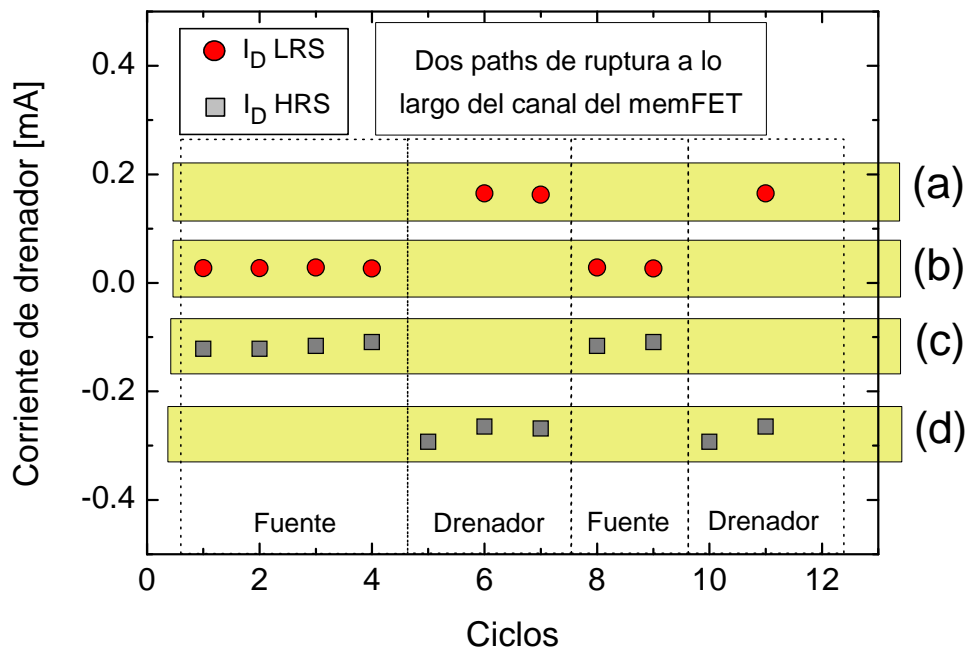 I_D LRS
I_D HRS
Dos paths de ruptura a lo
largo del canal del memFET
Corriente de drenador [mA]
0.4
0.2
0.0
-0.2
-0.4
(a)
(b)
(c)
(d)
Fuente
Drenador
Fuente
Drenador
0 2 4 6 8 10 12
Ciclos